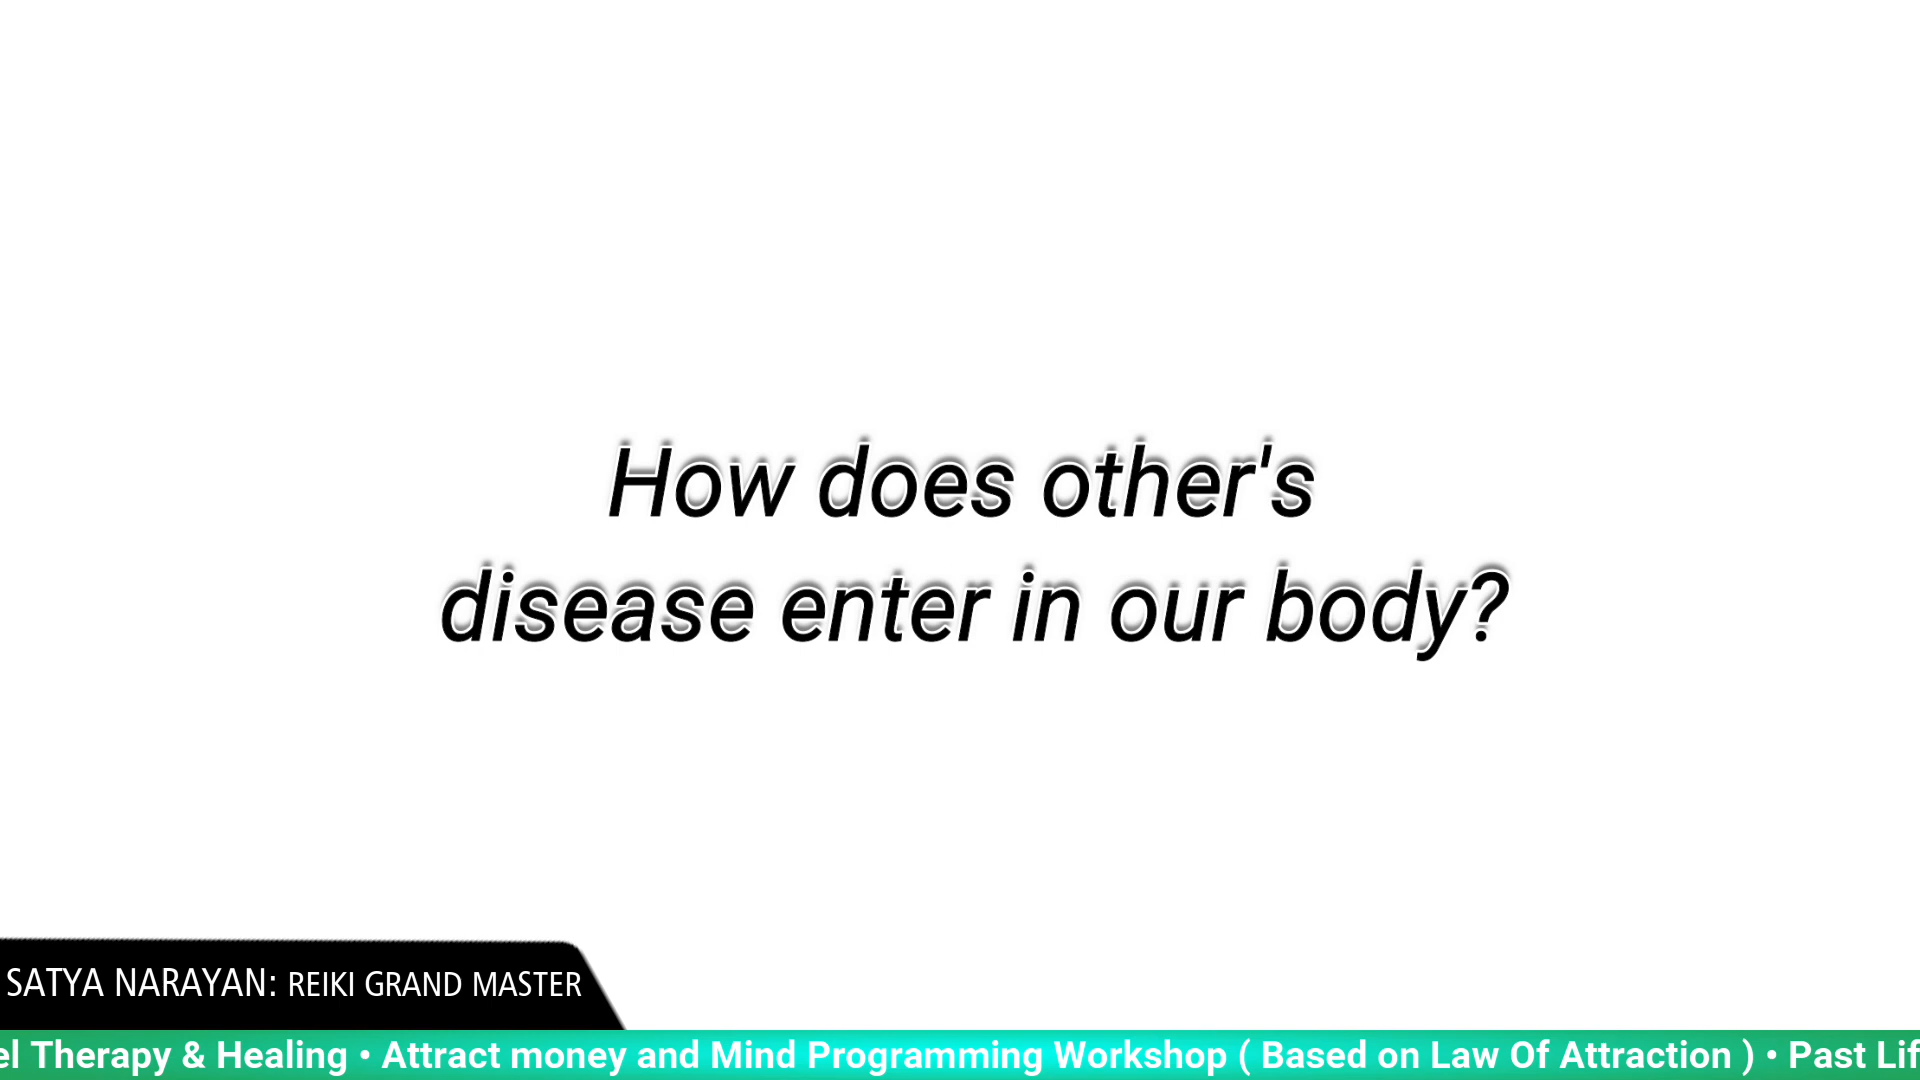 How does other's
disease enter in our body?
SATYA NARAYAN: REIKI GRAND MASTER
Therapy & Healing • Attract money and Mind Programming Workshop ( Based on Law Of Attraction ) • Past